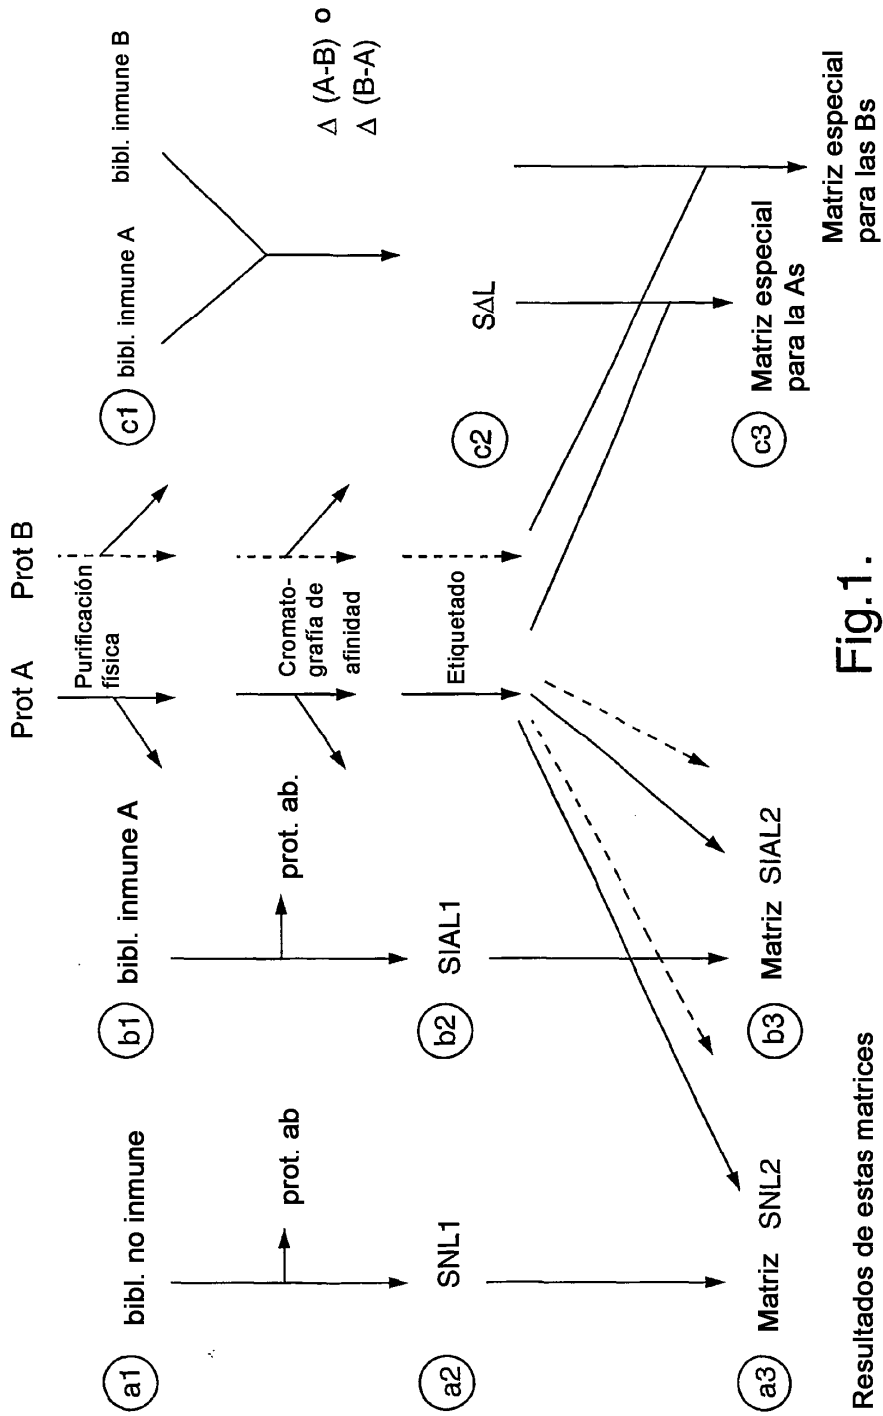 Prot A
Prot B
Purificación
física
Cromato-
grafía de
afinidad
Etiquetado
a1
bibl. no inmune
prot. ab
a2
SNL1
a3
Matriz SNL2
b1
bibl. inmune A
prot. ab.
b2
SIAL1
b3
Matriz SIAL2
c1
bibl. inmune A
bibl. inmune B
Δ (A-B) o
Δ (B-A)
c2
SΔL
c3
Matriz especial
para la As
Matriz especial
para las Bs
Resultados de estas matrices
Fig.1.